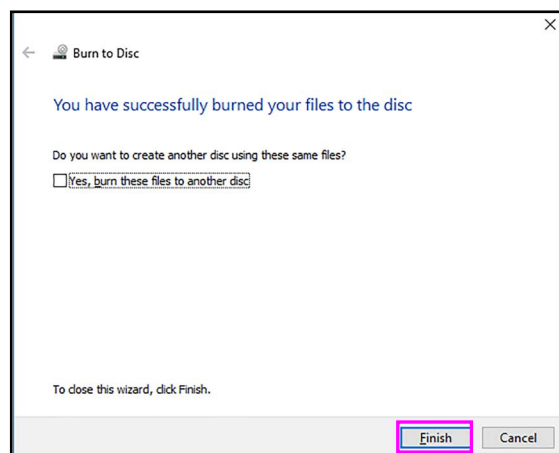 Burn to Disc
You have successfully burned your files to the disc
Do you want to create another disc using these same files?
Yes, burn these files to another disc
To close this wizard, click Finish.
Finish Cancel